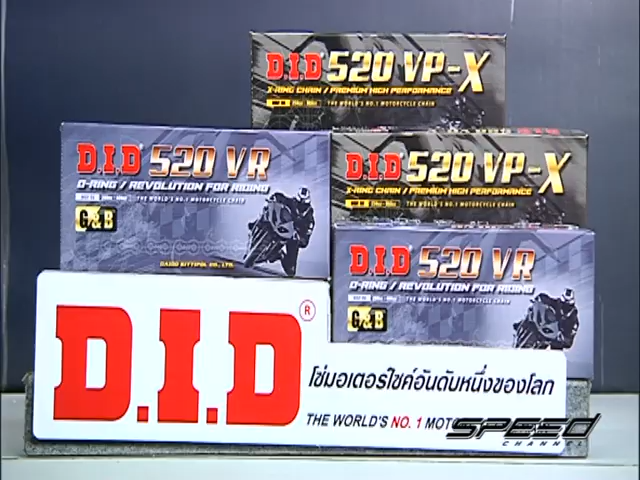 D.I.D 520 VP-X
X-RING CHAIN / PREMIUM HIGH PERFORMANCE
THE WORLD'S NO.1 MOTORCYCLE CHAIN
D.I.D 520 VR
O-RING / REVOLUTION FOR RIDING
THE WORLD'S NO.1 MOTORCYCLE CHAIN
G&B
DAIDO SITTIPOL CO., LTD.
D.I.D 520 VP-X
X-RING CHAIN / PREMIUM HIGH PERFORMANCE
THE WORLD'S NO.1 MOTORCYCLE CHAIN
D.I.D 520 VR
O-RING / REVOLUTION FOR RIDING
THE WORLD'S NO.1 MOTORCYCLE CHAIN
G&B
D.I.D ®
โซ่มอเตอร์ไซค์อันดับหนึ่งของโลก
THE WORLD'S NO. 1
SPEED
CHANNEL